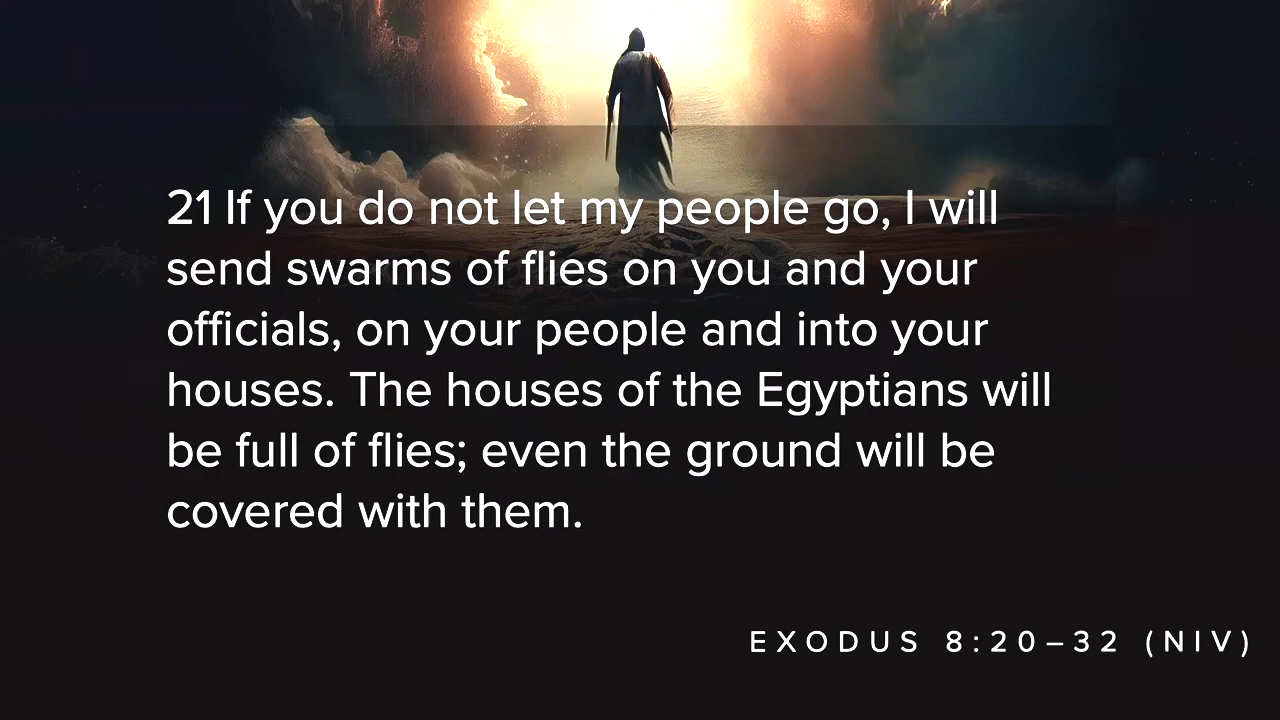 21 If you do not let my people go, I will
send swarms of flies on you and your
officials, on your people and into your
houses. The houses of the Egyptians will
be full of flies; even the ground will be
covered with them.
EXODUS 8:20–32 (NIV)